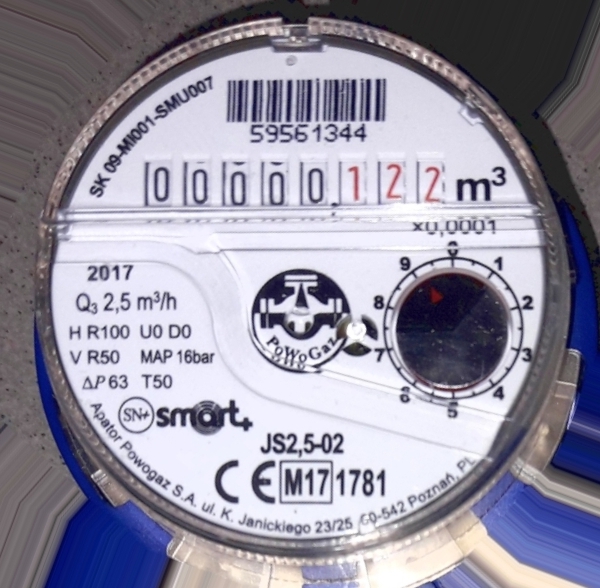 SK 09-MI001-SMU007
59561344
00000122 m³
×0,0001
0
9 1
8 2
7 3
6 4
5
2017
Q₃ 2,5 m³/h
H R100 U0 D0
V R50 MAP 16bar
ΔP 63 T50
PoWoGaz
SN+ smart+
JS2,5-02
CE M17 1781
Apator Powogaz S.A. ul. K. Janickiego 23/25 60-542 Poznań, PL